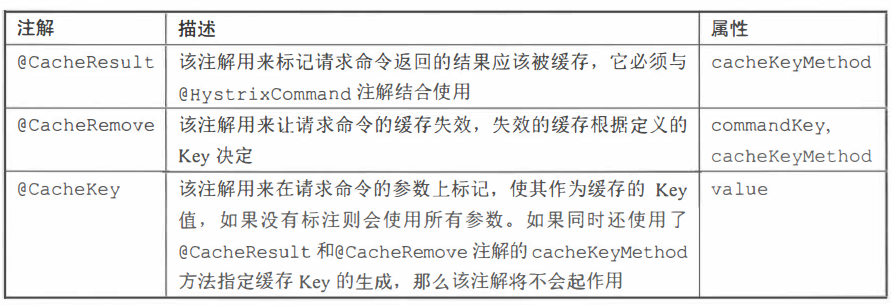 注解 描述 属性
@CacheResult 该注解用来标记请求命令返回的结果应该被缓存，它必须与 cacheKeyMethod
@HystrixCommand 注解结合使用
@CacheRemove 该注解用来让请求命令的缓存失效，失效的缓存根据定义的 commandKey,
Key 决定 cacheKeyMethod
@CacheKey 该注解用来在请求命令的参数上标记，使其作为缓存的 Key value
值，如果没有标注则会使用所有参数。如果同时还使用了
@CacheResult 和@CacheRemove 注解的 cacheKeyMethod
方法指定缓存 Key 的生成，那么该注解将不会起作用